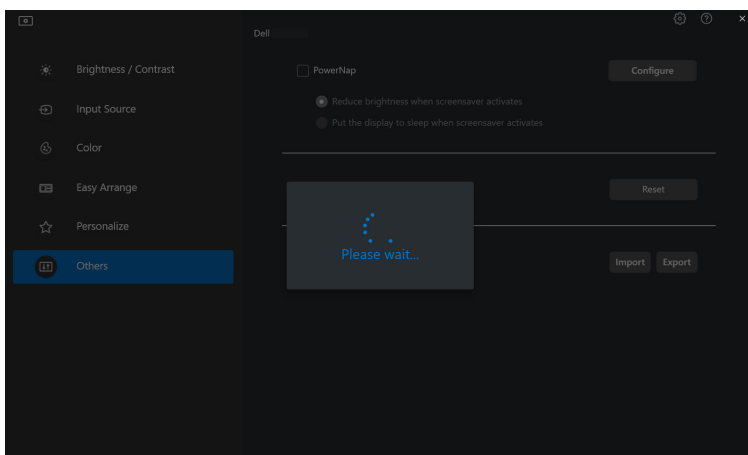 Dell
Brightness / Contrast
Input Source
Color
Easy Arrange
Personalize
Others
PowerNap
Configure
Reduce brightness when screensaver activates
Put the display to sleep when screensaver activates
Reset
Please wait...
Import Export